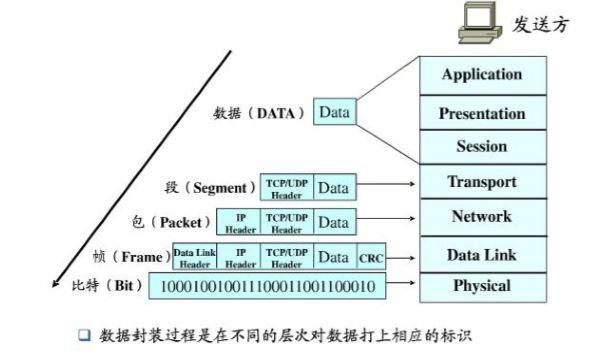 发送方
Application
Presentation
Session
Transport
Network
Data Link
Physical
数据（DATA） Data
段（Segment） TCP/UDP Header Data
包（Packet） IP Header TCP/UDP Header Data
帧（Frame） Data Link Header IP Header TCP/UDP Header Data CRC
比特（Bit） 100010010011100011001100010
数据封装过程是在不同的层次对数据打上相应的标识